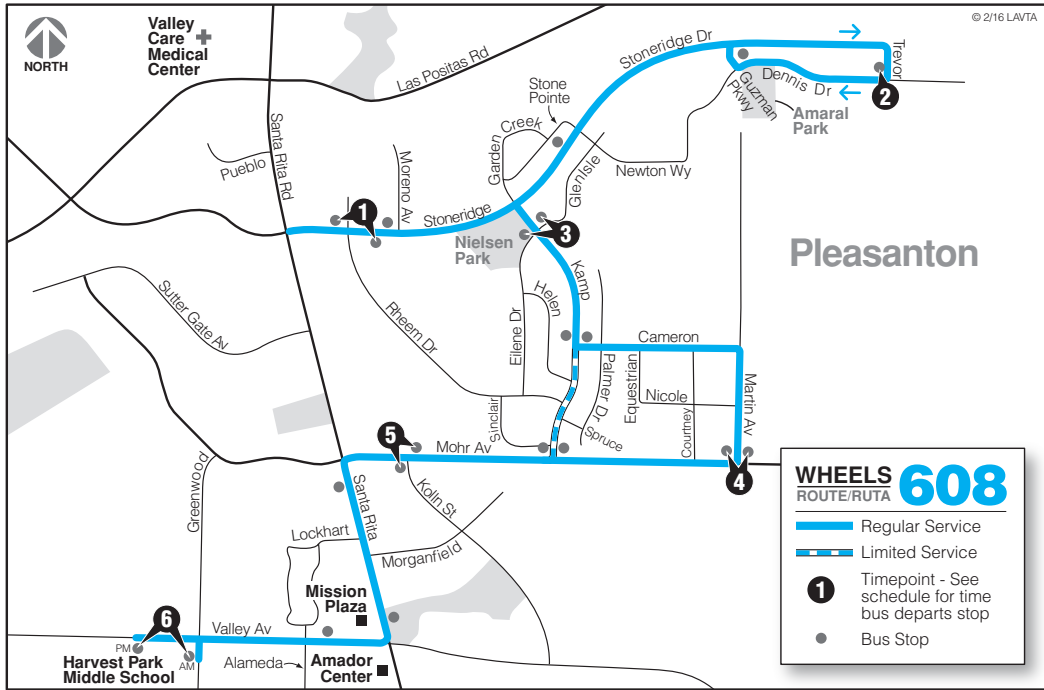 © 2/16 LAVTA
NORTH
Valley
Care
Medical
Center
Las Positas Rd
Stoneridge Dr
Trevor
Dennis Dr
2
Guzman
Pkwy
Amaral
Park
Stone
Pointe
Garden Creek
GlenIsle
Newton Wy
Santa Rita Rd
Pueblo
Moreno Av
1
Stoneridge
Nielsen
Park
3
Pleasanton
Kamp
Helen
Eilene Dr
Rheem Dr
Sutter Gate Av
Cameron
Palmer Dr
Equestrian
Nicole
Courtney
Martin Av
Sinclair
Spruce
5
Mohr Av
4
Greenwood
Santa Rita
Kolln St.
Lockhart
Morganfield
Mission
Plaza
6
Valley Av
PM
AM
Harvest Park
Middle School
Alameda
Amador
Center
WHEELS
ROUTE/RUTA
608
Regular Service
Limited Service
1
Timepoint - See
schedule for time
bus departs stop
Bus Stop